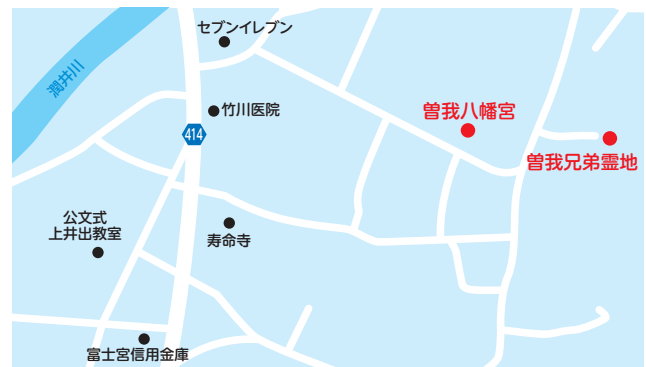 セブンイレブン
潤井川
竹川医院
曽我八幡宮
414
曽我兄弟霊地
公文式
上井出教室
寿命寺
富士宮信用金庫